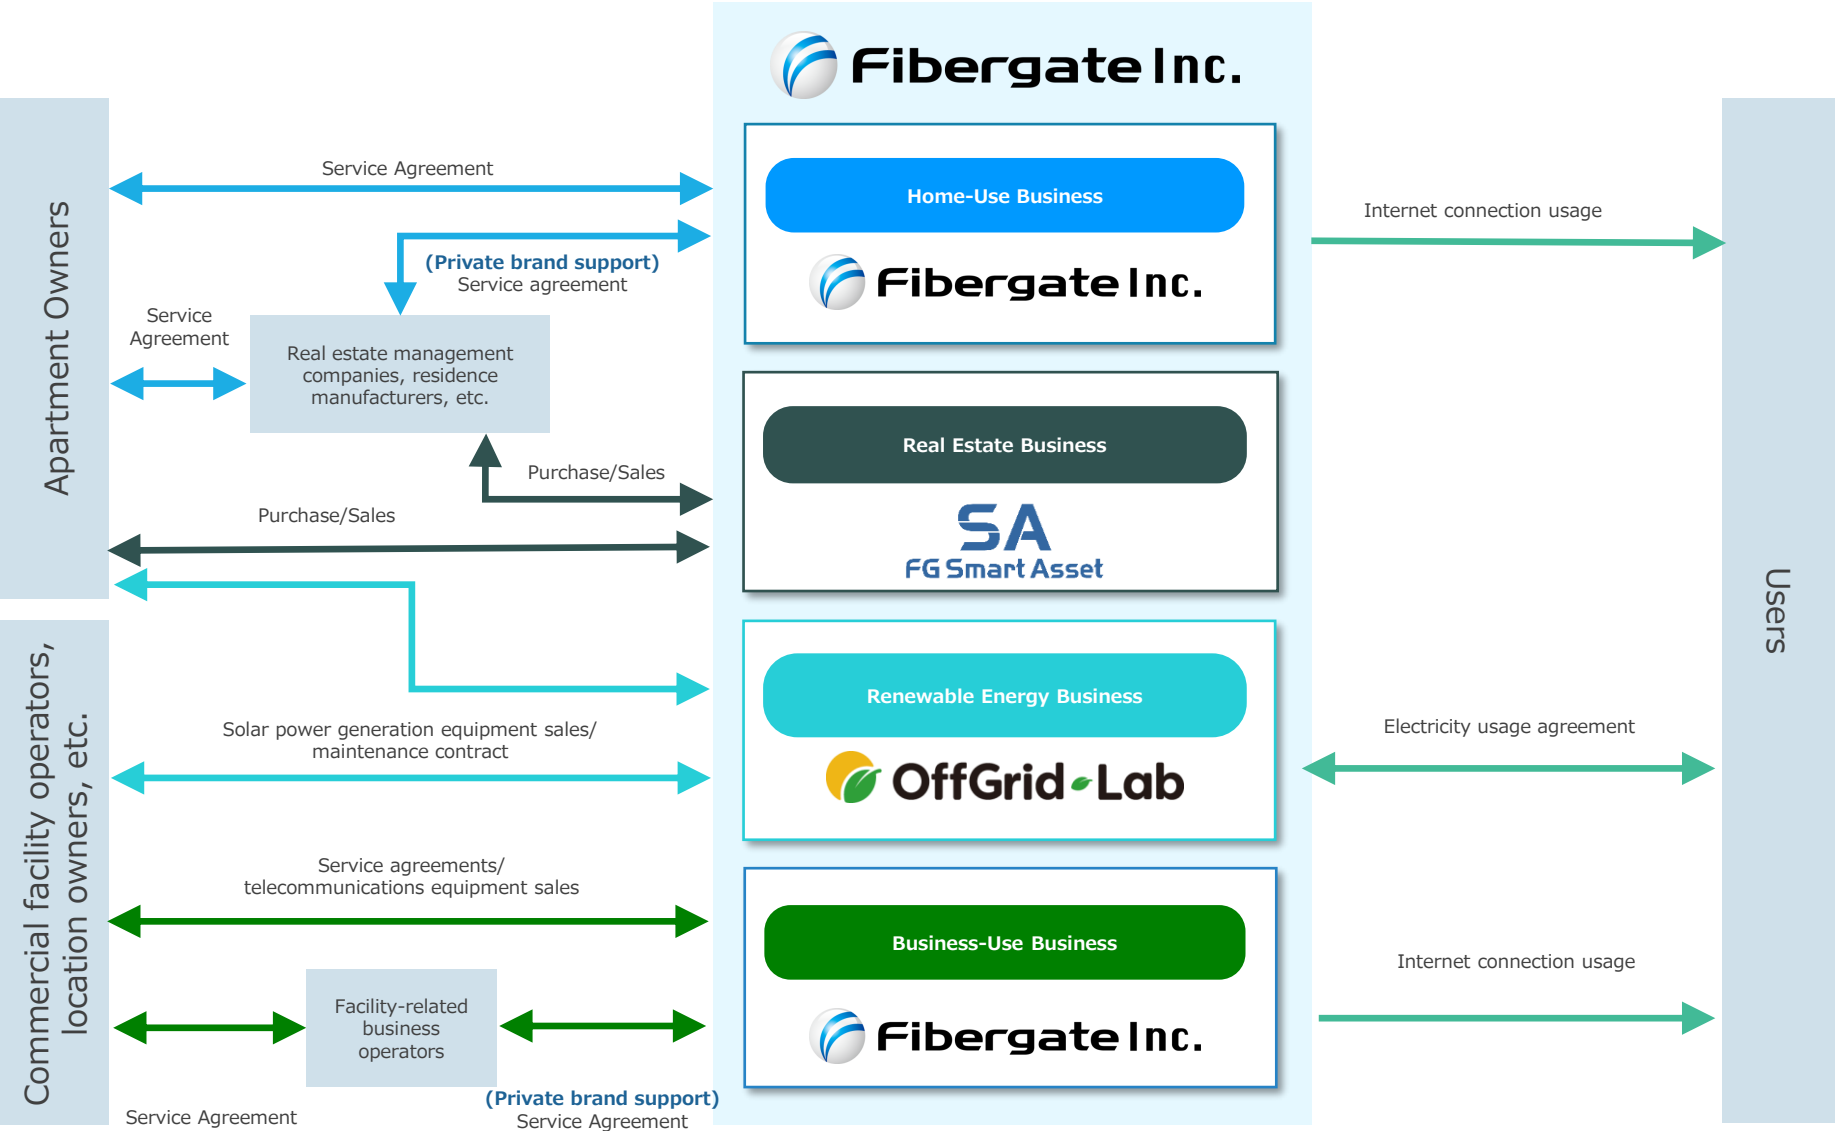 Fibergate Inc.
Apartment Owners
Service Agreement
(Private brand support)
Service agreement
Service
Agreement
Real estate management
companies, residence
manufacturers, etc.
Purchase/Sales
Purchase/Sales
Home-Use Business
Fibergate Inc.
Internet connection usage
Real Estate Business
SA
FG Smart Asset
Commercial facility operators,
location owners, etc.
Solar power generation equipment sales/
maintenance contract
Renewable Energy Business
OffGrid Lab
Electricity usage agreement
Users
Service agreements/
telecommunications equipment sales
Business-Use Business
Fibergate Inc.
Internet connection usage
Facility-related
business
operators
Service Agreement
(Private brand support)
Service Agreement